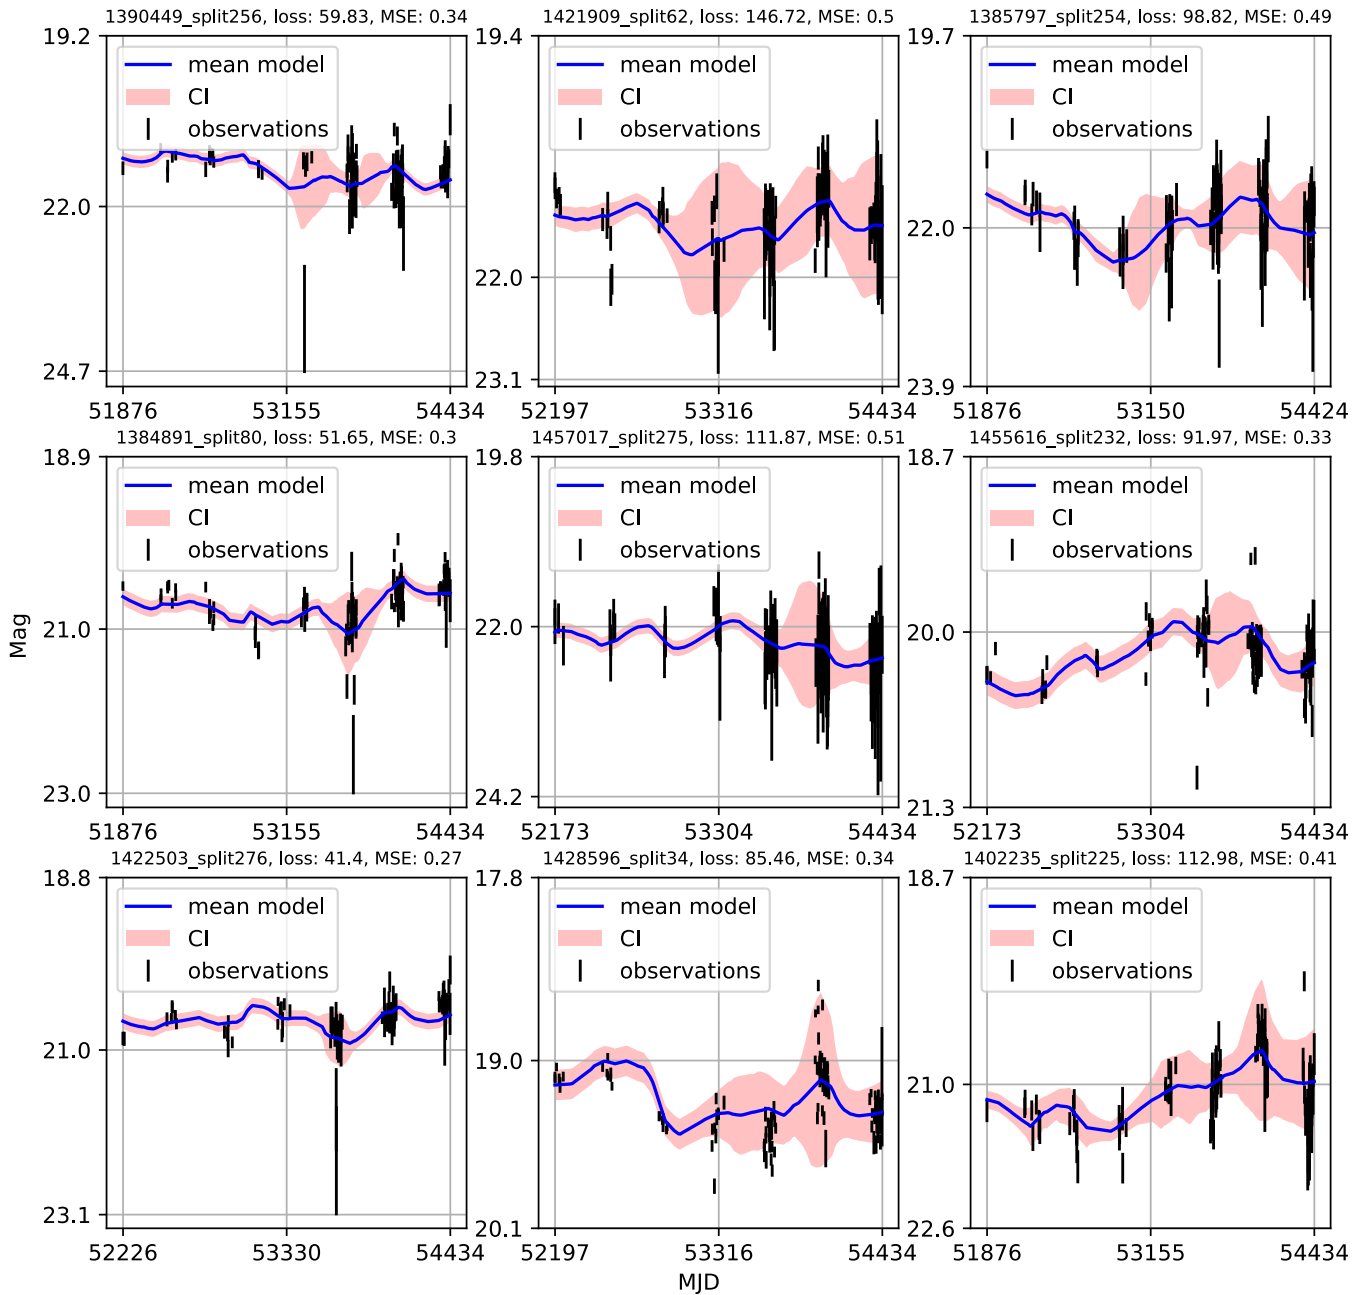 1390449_split256, loss: 59.83, MSE: 0.34
19.2
22.0
24.7
mean model
CI
observations
51876
53155
54434
1421909_split62, loss: 146.72, MSE: 0.5
19.4
22.0
23.1
mean model
CI
observations
52197
53316
54434
1385797_split254, loss: 98.82, MSE: 0.49
19.7
22.0
23.9
mean model
CI
observations
51876
53150
54424
1384891_split80, loss: 51.65, MSE: 0.3
18.9
21.0
23.0
mean model
CI
observations
51876
53155
54434
1457017_split275, loss: 111.87, MSE: 0.51
19.8
22.0
24.2
mean model
CI
observations
52173
53304
54434
1455616_split232, loss: 91.97, MSE: 0.33
18.7
20.0
21.3
mean model
CI
observations
52173
53304
54434
Mag
1422503_split276, loss: 41.4, MSE: 0.27
18.8
21.0
23.1
mean model
CI
observations
52226
53330
54434
1428596_split34, loss: 85.46, MSE: 0.34
17.8
19.0
20.1
mean model
CI
observations
52197
53316
54434
1402235_split225, loss: 112.98, MSE: 0.41
18.7
21.0
22.6
mean model
CI
observations
51876
53155
54434
MJD